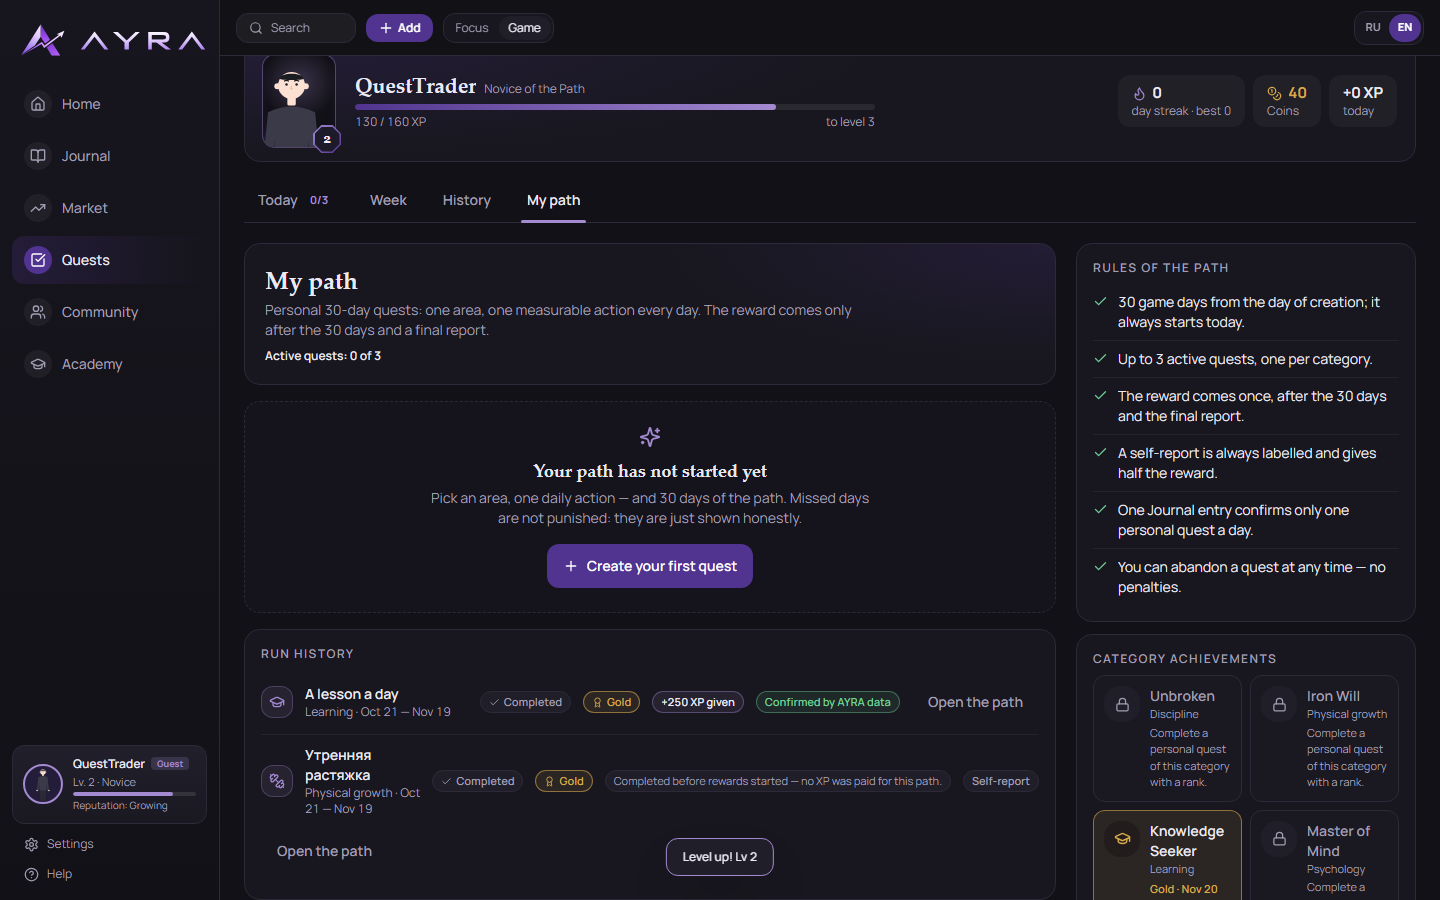 AYRA
Search
Add
Focus
Game
RU
EN
Home
Journal
Market
Quests
Community
Academy
QuestTrader
Guest
Lv. 2 · Novice
Reputation: Growing
Settings
Help
QuestTrader Novice of the Path
130 / 160 XP
to level 3
2
0
day streak · best 0
40
Coins
+0 XP
today
Today 0/3
Week
History
My path
My path
Personal 30-day quests: one area, one measurable action every day. The reward comes only
after the 30 days and a final report.
Active quests: 0 of 3
Your path has not started yet
Pick an area, one daily action — and 30 days of the path. Missed days
are not punished: they are just shown honestly.
Create your first quest
RUN HISTORY
A lesson a day
Learning · Oct 21 — Nov 19
Completed
Gold
+250 XP given
Confirmed by AYRA data
Open the path
Утренняя
растяжка
Physical growth · Oct
21 — Nov 19
Completed
Gold
Completed before rewards started — no XP was paid for this path.
Self-report
Open the path
Level up! Lv 2
RULES OF THE PATH
30 game days from the day of creation; it
always starts today.
Up to 3 active quests, one per category.
The reward comes once, after the 30 days
and the final report.
A self-report is always labelled and gives
half the reward.
One Journal entry confirms only one
personal quest a day.
You can abandon a quest at any time — no
penalties.
CATEGORY ACHIEVEMENTS
Unbroken
Discipline
Complete a
personal quest
of this category
with a rank.
Iron Will
Physical growth
Complete a
personal quest
of this category
with a rank.
Knowledge
Seeker
Learning
Gold · Nov 20
Master of
Mind
Psychology
Complete a